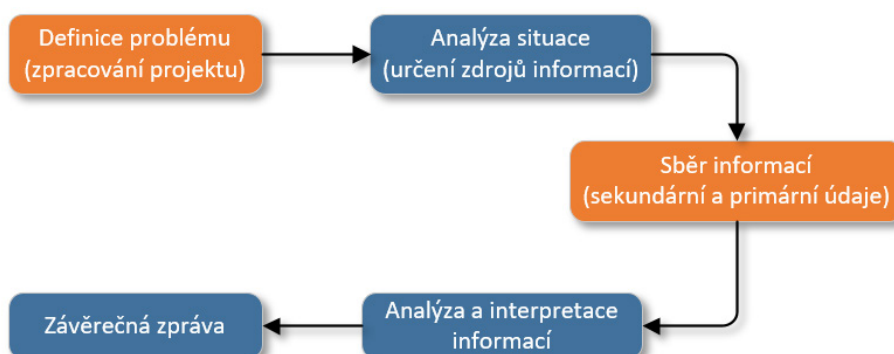 Definice problému
(zpracování projektu)
Analýza situace
(určení zdrojů informací)
Sběr informací
(sekundární a primární údaje)
Analýza a interpretace
informací
Závěrečná zpráva